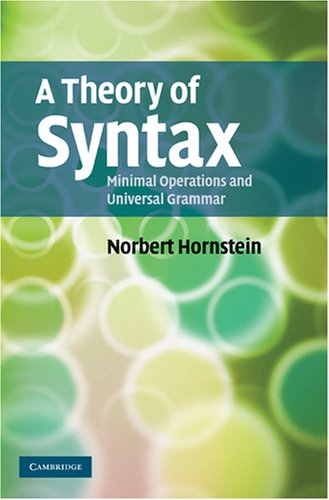 A Theory of
Syntax
Minimal Operations and
Universal Grammar
Norbert Hornstein
CAMBRIDGE